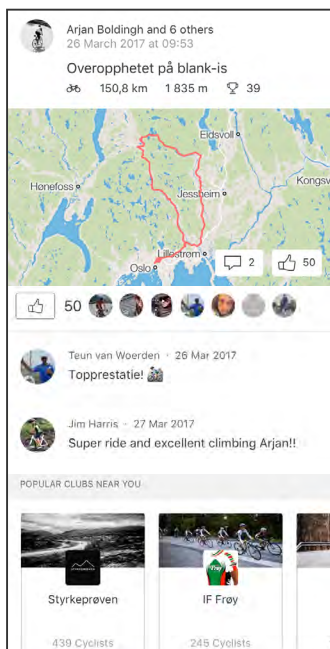 Arjan Boldingh and 6 others
26 March 2017 at 09:53
Overopphetet på blank-is
150,8 km 1 835 m 39
Eidsvoll
Hønefoss
Jessheim
Kongsv
Lillestrøm
Oslo
2
50
50
Teun van Woerden · 26 Mar 2017
Topprestatie!
Jim Harris · 27 Mar 2017
Super ride and excellent climbing Arjan!!
POPULAR CLUBS NEAR YOU
Styrkeprøven
IF Frøy
439 Cyclists
245 Cyclists